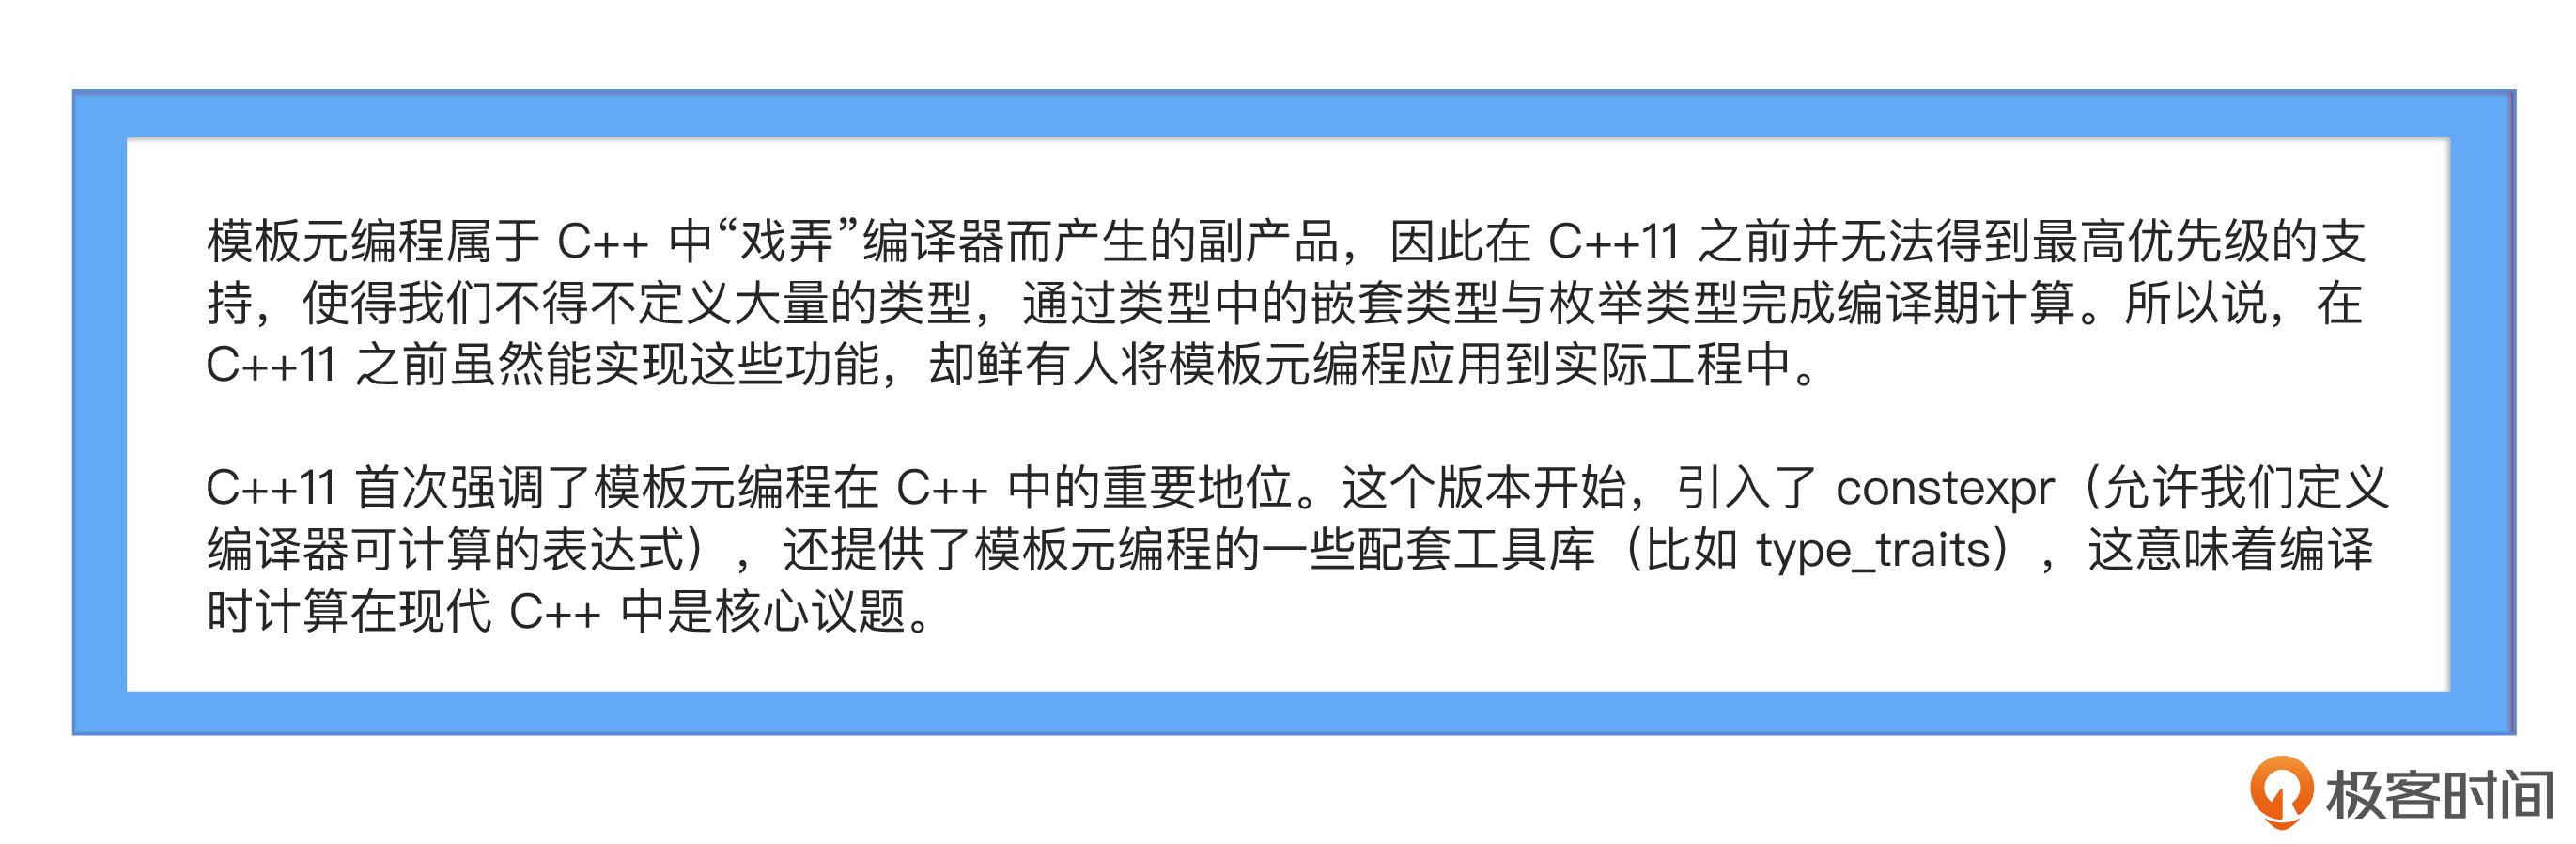 模板元编程属于 C++ 中“戏弄”编译器而产生的副产品，因此在 C++11 之前并无法得到最高优先级的支
持，使得我们不得不定义大量的类型，通过类型中的嵌套类型与枚举类型完成编译期计算。所以说，在
C++11 之前虽然能实现这些功能，却鲜有人将模板元编程应用到实际工程中。
C++11 首次强调了模板元编程在 C++ 中的重要地位。这个版本开始，引入了 constexpr（允许我们定义
编译器可计算的表达式），还提供了模板元编程的一些配套工具库（比如 type_traits），这意味着编译
时计算在现代 C++ 中是核心议题。
极客时间